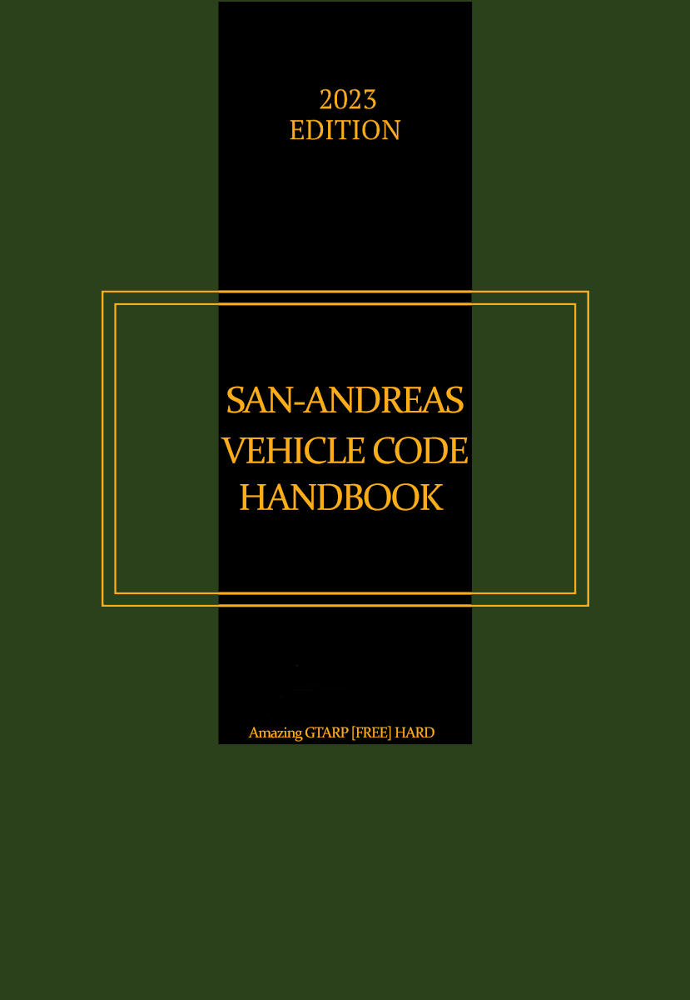 2023
EDITION
SAN-ANDREAS
VEHICLE CODE
HANDBOOK
Amazing GTARP [FREE] HARD